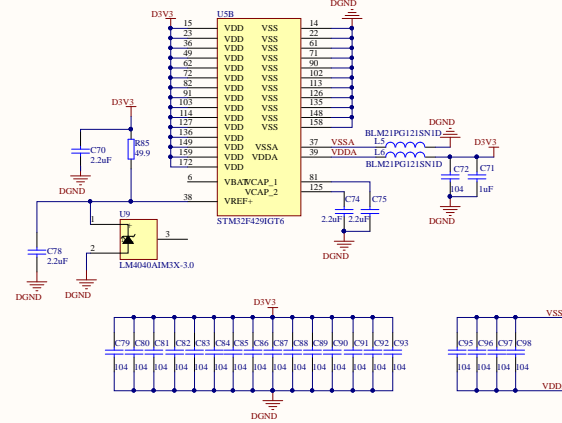 DGND
D3V3 U5B
15 VDD VSS 14
23 VDD VSS 22
36 VDD VSS 61
49 VDD VSS 71
62 VDD VSS 90
72 VDD VSS 102
82 VDD VSS 113
91 VDD VSS 126
103 VDD VSS 135
114 VDD VSS 148
127 VDD VSS 158
136 VDD
149 VDD VSSA 37 VSSA L5 BLM21PG121SN1D DGND
159 VDD VDDA 39 VDDA L6 BLM21PG121SN1D D3V3
172 VDD
6 VBAT VCAP_1 81
VCAP_2 125
38 VREF+
STM32F429IGT6
D3V3
C70 2.2uF
R85 49.9
DGND
C72 104
C71 1uF
DGND
C74 2.2uF
C75 2.2uF
DGND
U9
1
2
3
LM4040AIM3X-3.0
C78 2.2uF
DGND DGND
D3V3
C79 C80 C81 C82 C83 C84 C85 C86 C87 C88 C89 C90 C91 C92 C93
104 104 104 104 104 104 104 104 104 104 104 104 104 104 104
DGND
VSS
C95 C96 C97 C98
104 104 104 104
VDD